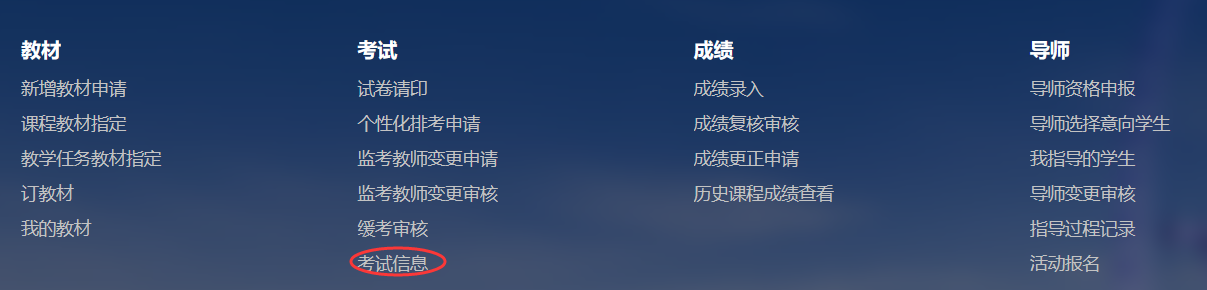 教材
新增教材申请
课程教材指定
教学任务教材指定
订教材
我的教材
考试
试卷请印
个性化排考申请
监考教师变更申请
监考教师变更审核
缓考审核
考试信息
成绩
成绩录入
成绩复核审核
成绩更正申请
历史课程成绩查看
导师
导师资格申报
导师选择意向学生
我指导的学生
导师变更审核
指导过程记录
活动报名